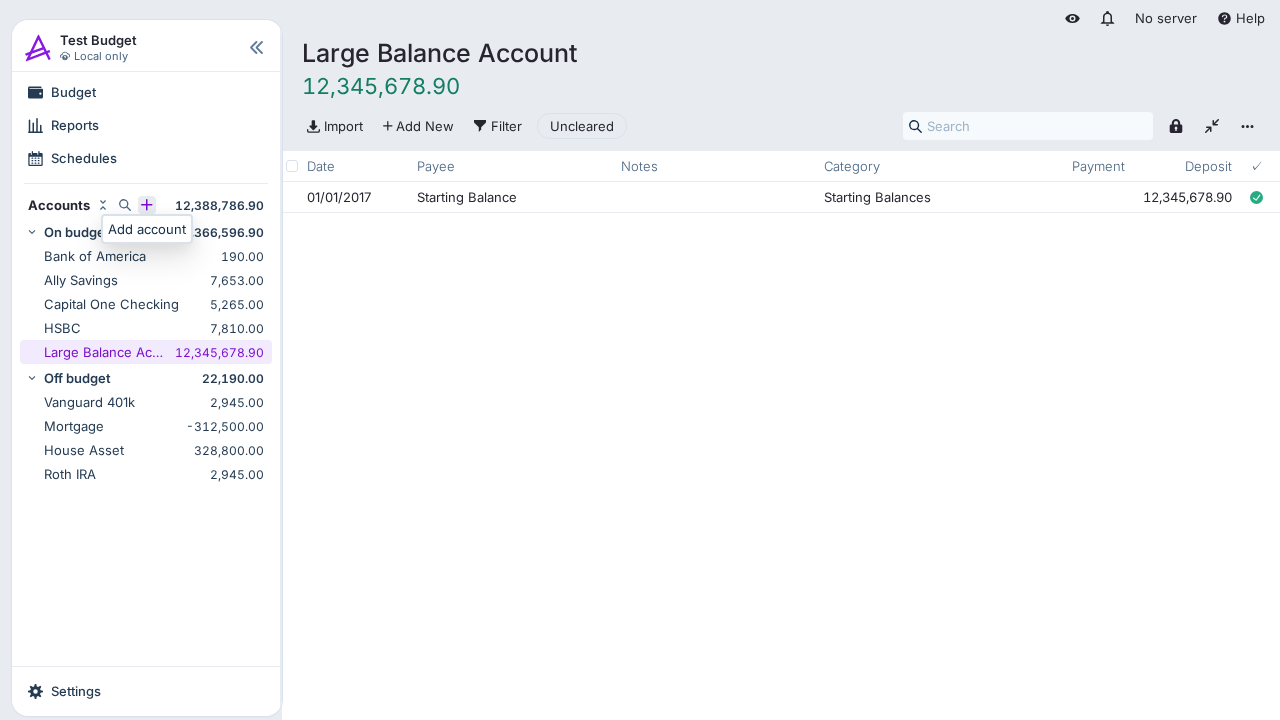 No server
Help
Test Budget
Local only
Large Balance Account
12,345,678.90
Budget
Reports
Schedules
Import
Add New
Filter
Uncleared
Search
Date Payee Notes Category Payment Deposit
01/01/2017 Starting Balance Starting Balances 12,345,678.90
Accounts 12,388,786.90
Add account
On budge 366,596.90
Bank of America 190.00
Ally Savings 7,653.00
Capital One Checking 5,265.00
HSBC 7,810.00
Large Balance Ac... 12,345,678.90
Off budget 22,190.00
Vanguard 401k 2,945.00
Mortgage -312,500.00
House Asset 328,800.00
Roth IRA 2,945.00
Settings